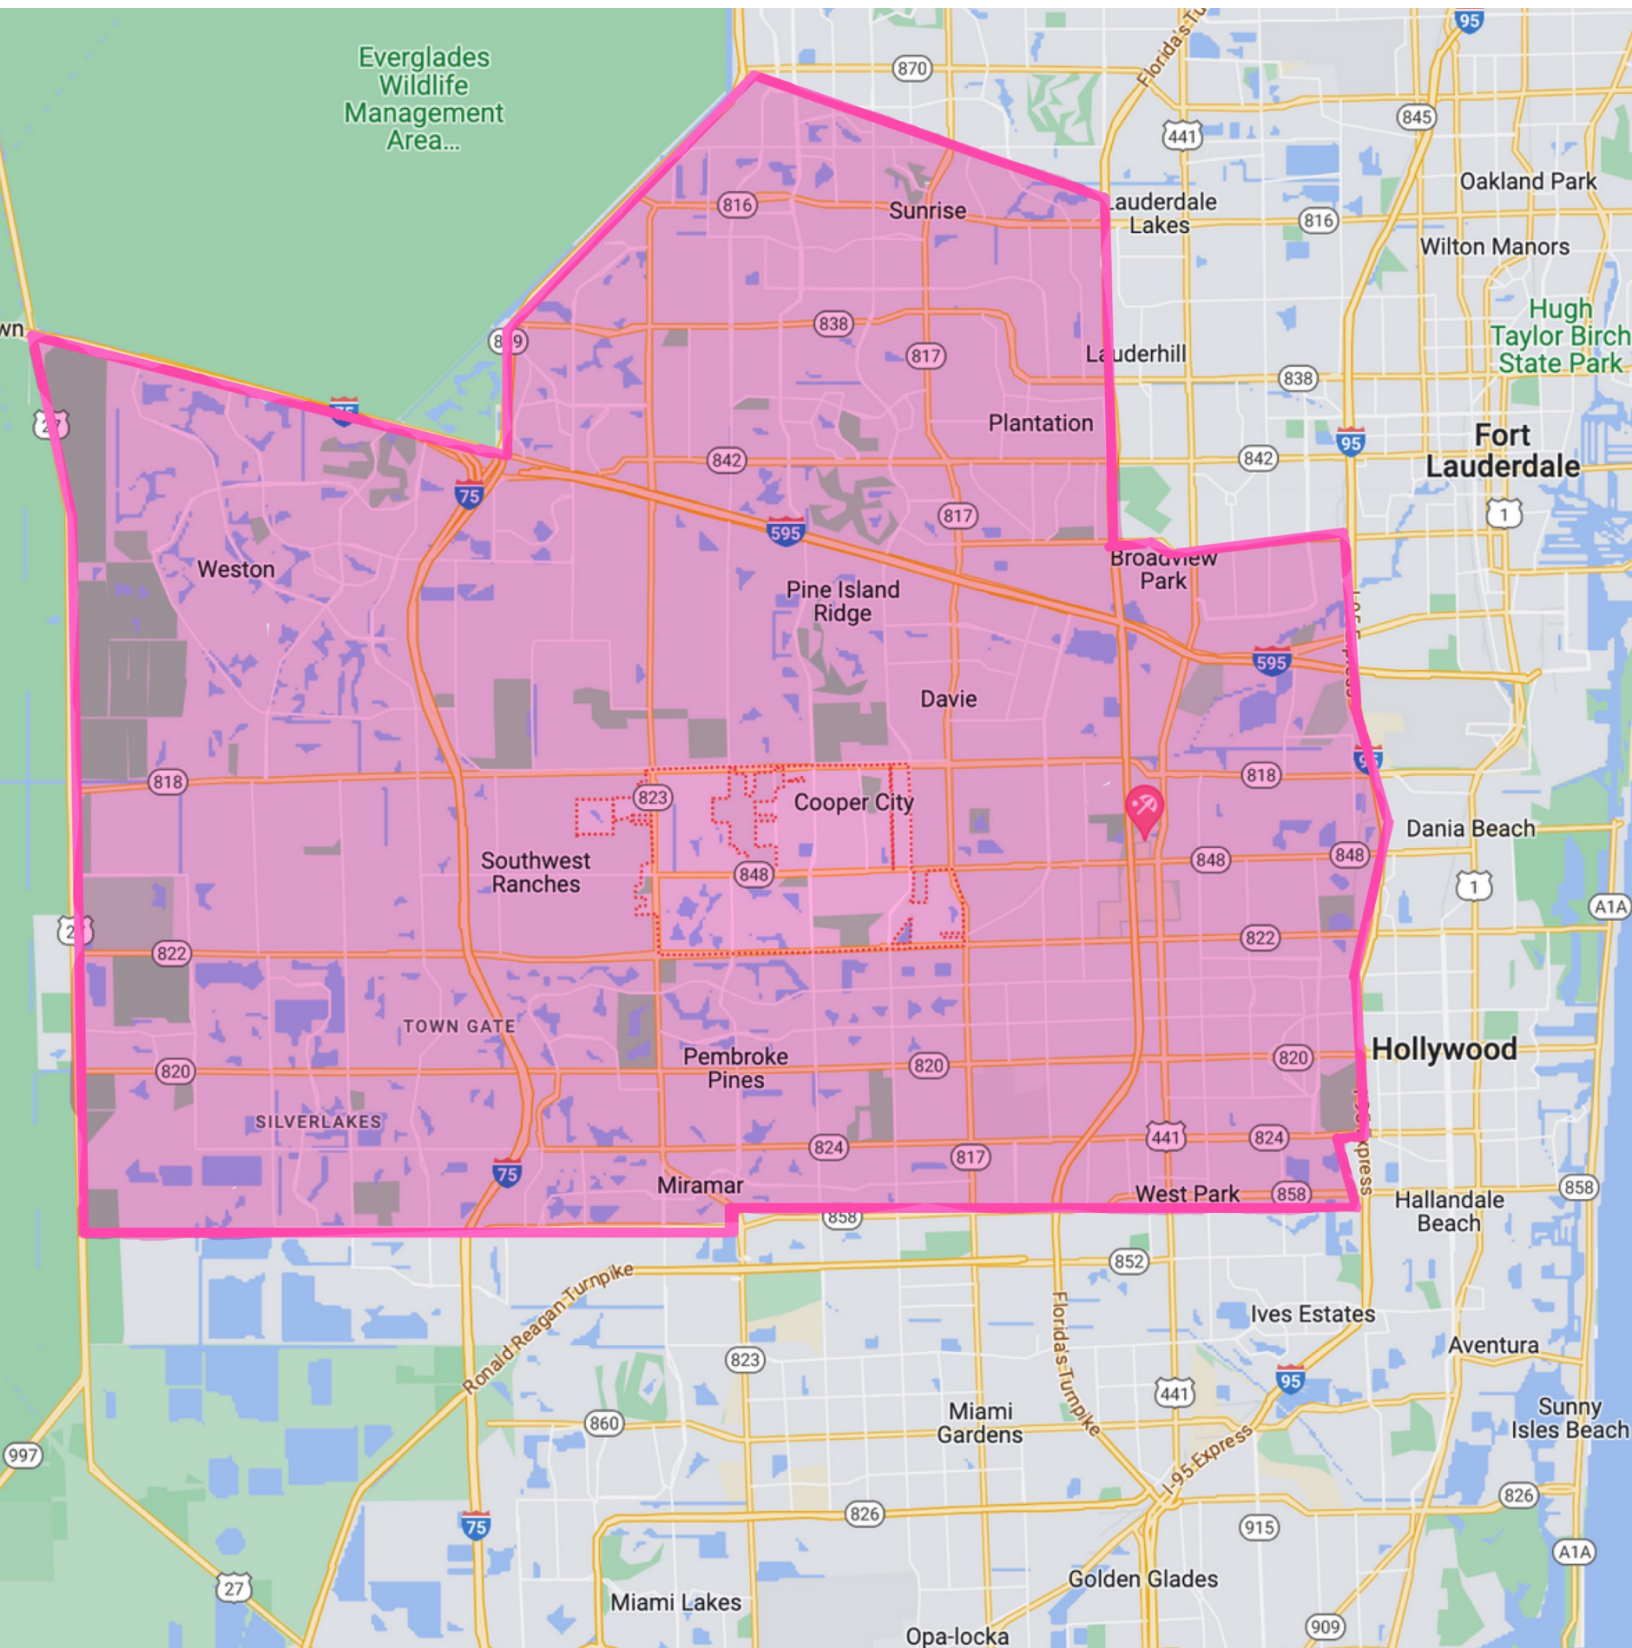 95
Florida's Tu
870
Everglades
Wildlife
Management
Area...
845
441
Oakland Park
816
Sunrise
Lauderdale
Lakes
816
Wilton Manors
Hugh
Taylor Birch
State Park
wn
838
817
Lauderhill
838
27
75
Plantation
Fort
Lauderdale
95
842
842
75
817
1
595
Broadview
Park
Weston
Pine Island
Ridge
595
Davie
818
823
Cooper City
818
Dania Beach
Southwest
Ranches
848
848
848
1
A1A
822
822
TOWN GATE
Pembroke
Pines
820
820
820
Hollywood
SILVERLAKES
824
817
441
824
75
Miramar
West Park
858
858
Hallandale
Beach
858
852
Ronald Reagan Turnpike
Florida's Turnpike
Ives Estates
Aventura
823
441
95
Miami
Gardens
Sunny
Isles Beach
860
997
I-95 Express
826
826
75
915
A1A
27
Golden Glades
Miami Lakes
909
Opa-locka